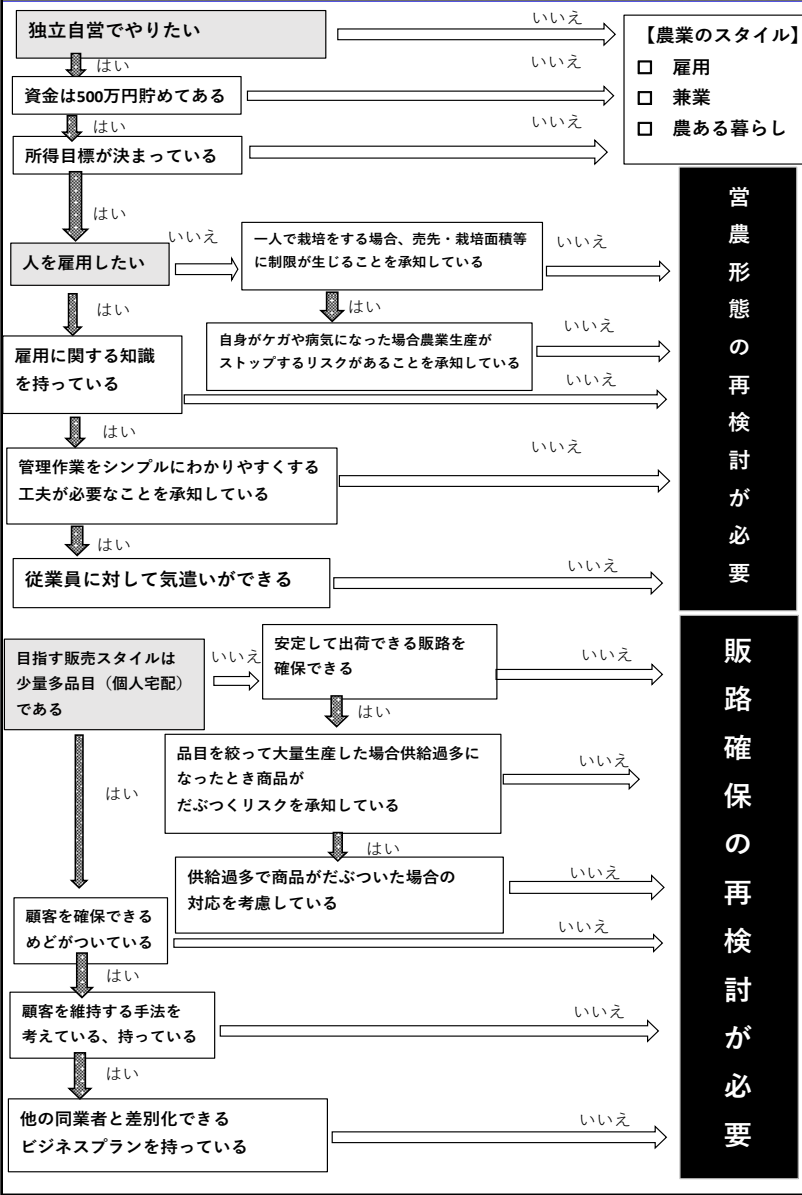 独立自営でやりたい
いいえ
【農業のスタイル】
□ 雇用
□ 兼業
□ 農ある暮らし
はい
資金は500万円貯めてある
いいえ
はい
所得目標が決まっている
いいえ
はい
人を雇用したい
いいえ
一人で栽培をする場合、売先・栽培面積等
に制限が生じることを承知している
いいえ
はい
自身がケガや病気になった場合農業生産が
ストップするリスクがあることを承知している
いいえ
はい
雇用に関する知識
を持っている
いいえ
はい
管理作業をシンプルにわかりやすくする
工夫が必要なことを承知している
いいえ
はい
従業員に対して気遣いができる
いいえ
営農形態の再検討が必要
目指す販売スタイルは
少量多品目（個人宅配）
である
いいえ
安定して出荷できる販路を
確保できる
いいえ
はい
品目を絞って大量生産した場合供給過多に
なったとき商品が
だぶつくリスクを承知している
いいえ
はい
供給過多で商品がだぶついた場合の
対応を考慮している
いいえ
はい
顧客を確保できる
めどがついている
いいえ
はい
顧客を維持する手法を
考えている、持っている
いいえ
はい
他の同業者と差別化できる
ビジネスプランを持っている
いいえ
販路確保の再検討が必要